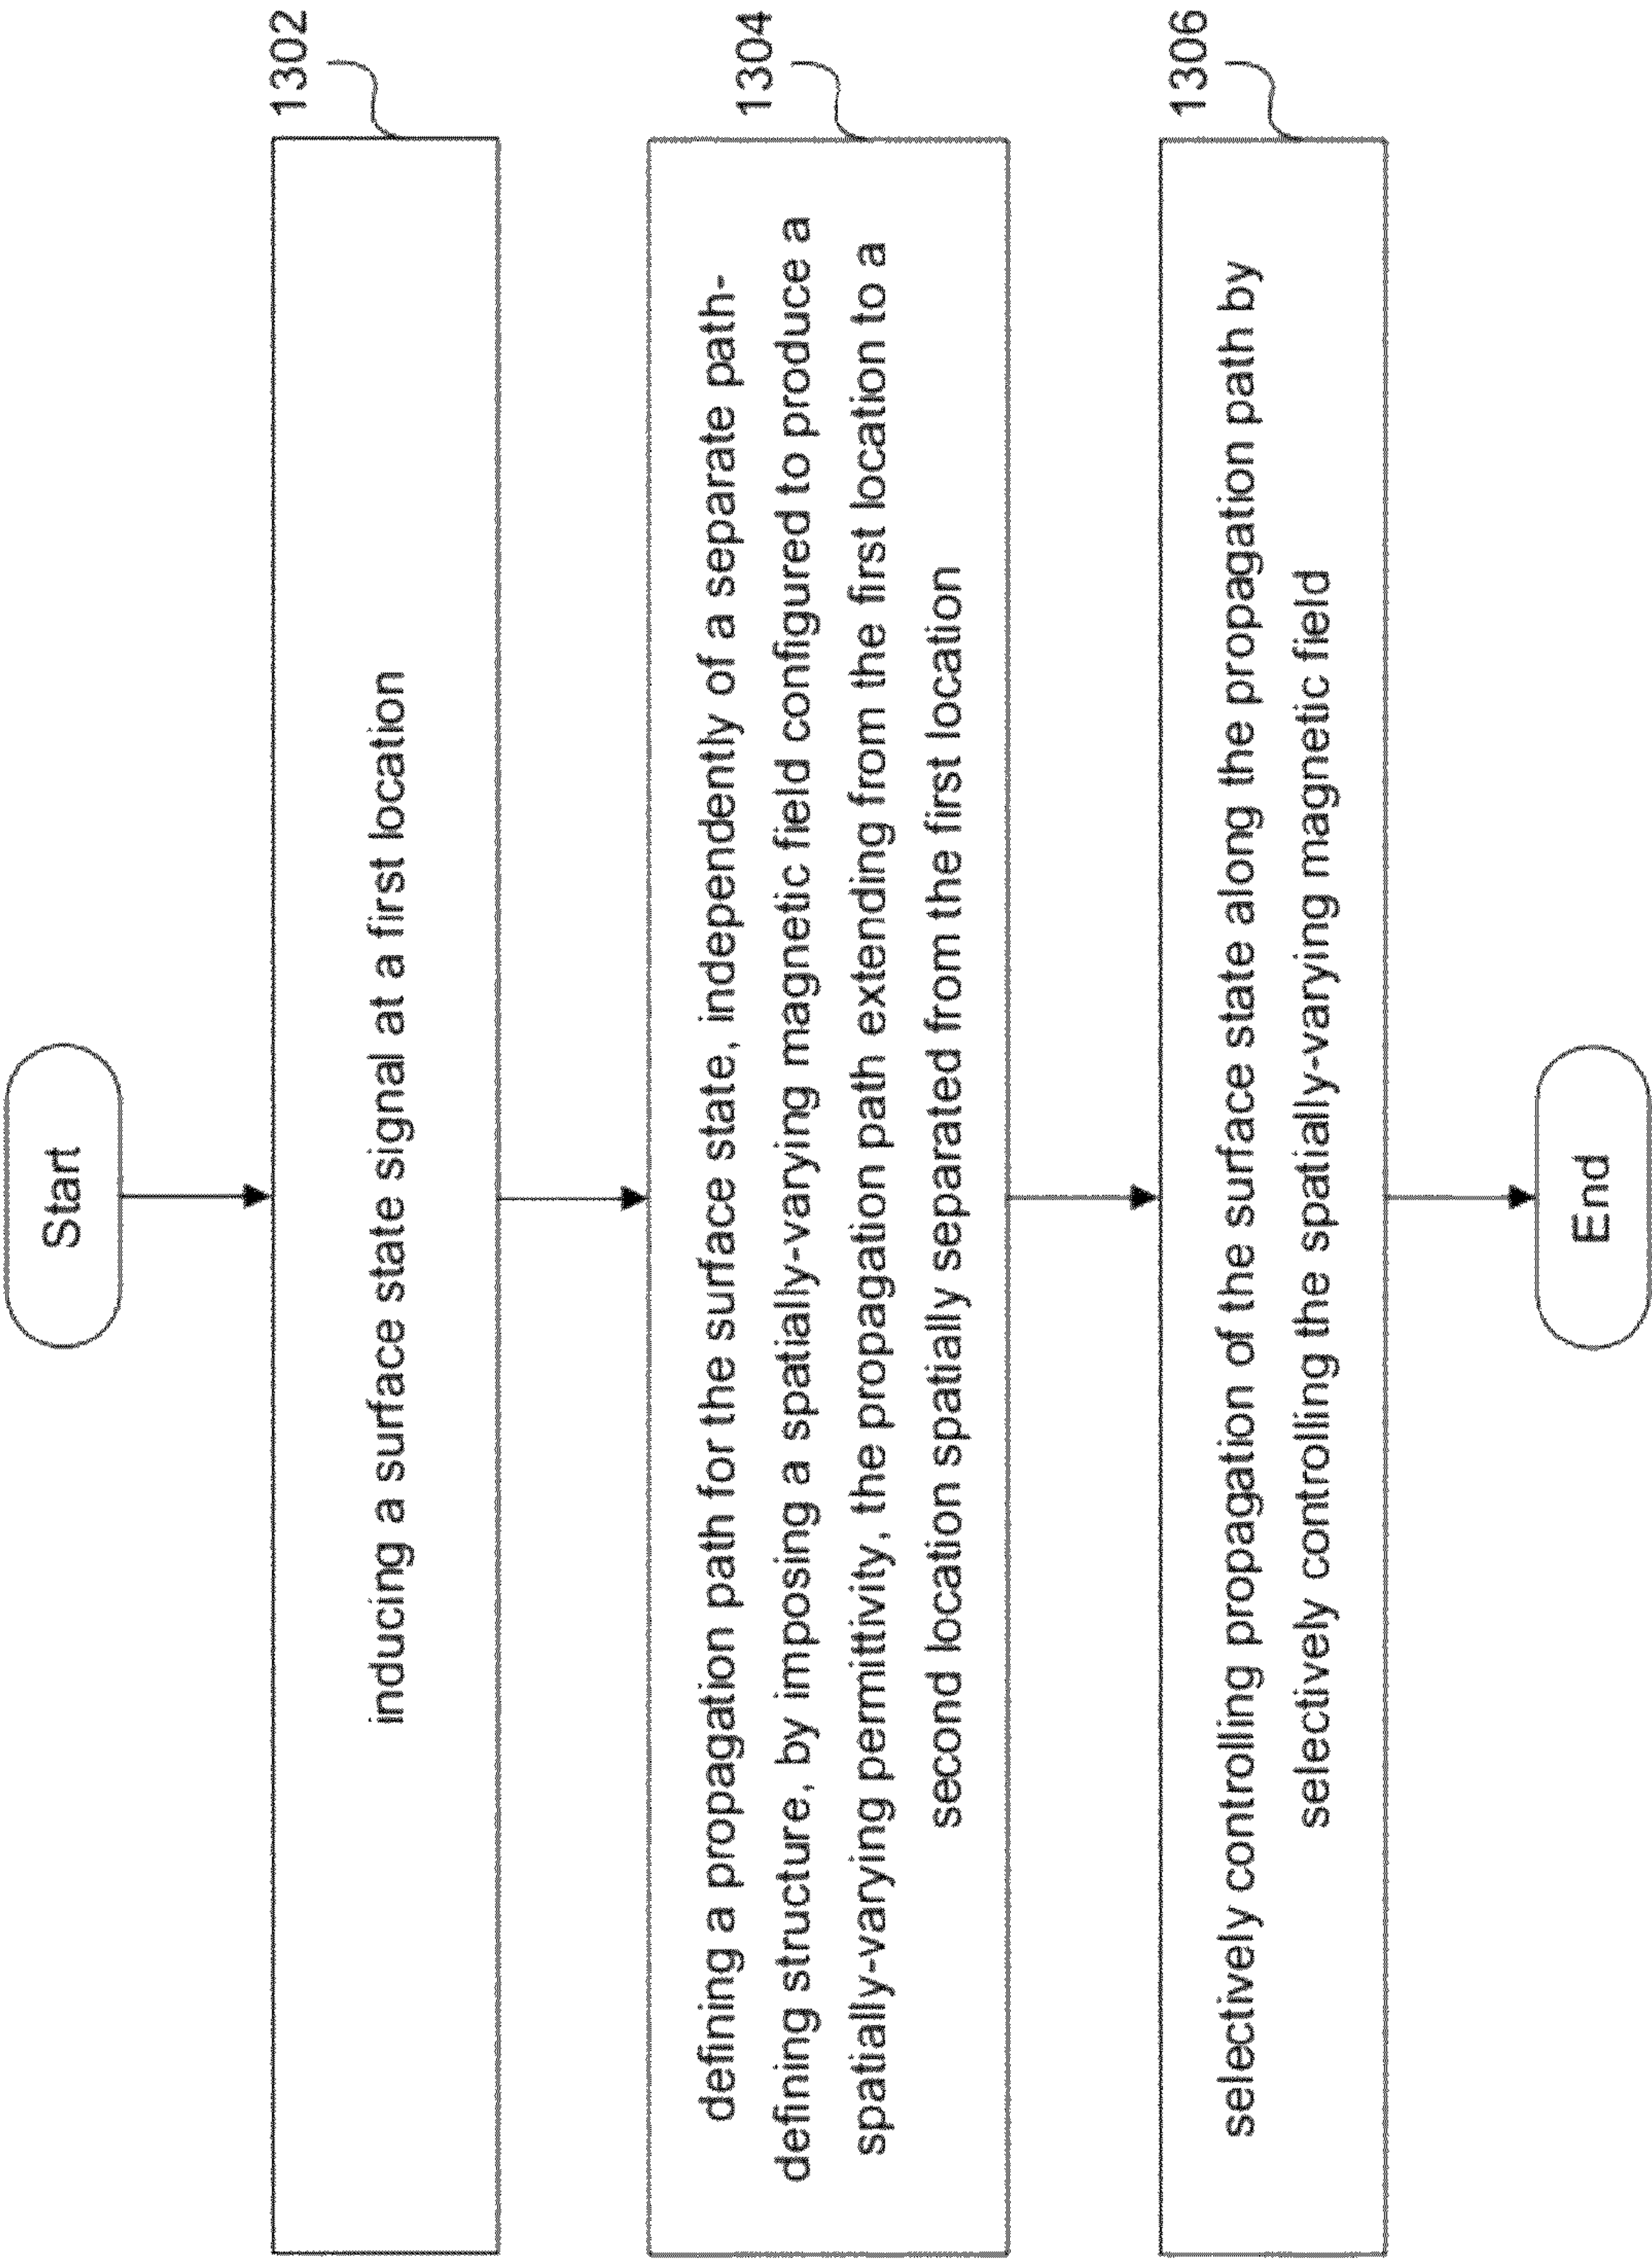 Start
1302
inducing a surface state signal at a first location
1304
defining a propagation path for the surface state, independently of a separate path-
defining structure, by imposing a spatially-varying magnetic field configured to produce a
spatially-varying permittivity, the propagation path extending from the first location to a
second location spatially separated from the first location
1306
selectively controlling propagation of the surface state along the propagation path by
selectively controlling the spatially-varying magnetic field
End